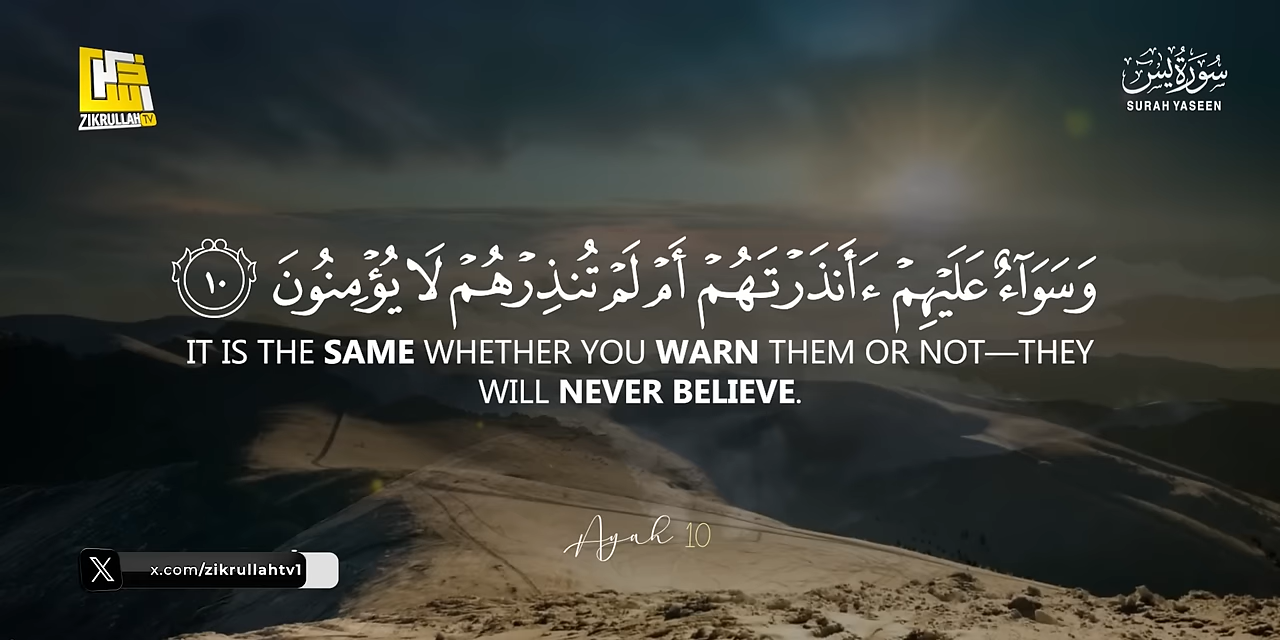 ZIKRULLAH TV
سُورَةُ يس
SURAH YASEEN
وَسَوَآءٌ عَلَيْهِمْ ءَأَنذَرْتَهُمْ أَمْ لَمْ تُنذِرْهُمْ لَا يُؤْمِنُونَ ١٠
IT IS THE SAME WHETHER YOU WARN THEM OR NOT—THEY
WILL NEVER BELIEVE.
Ayah 10
x.com/zikrullahtv1